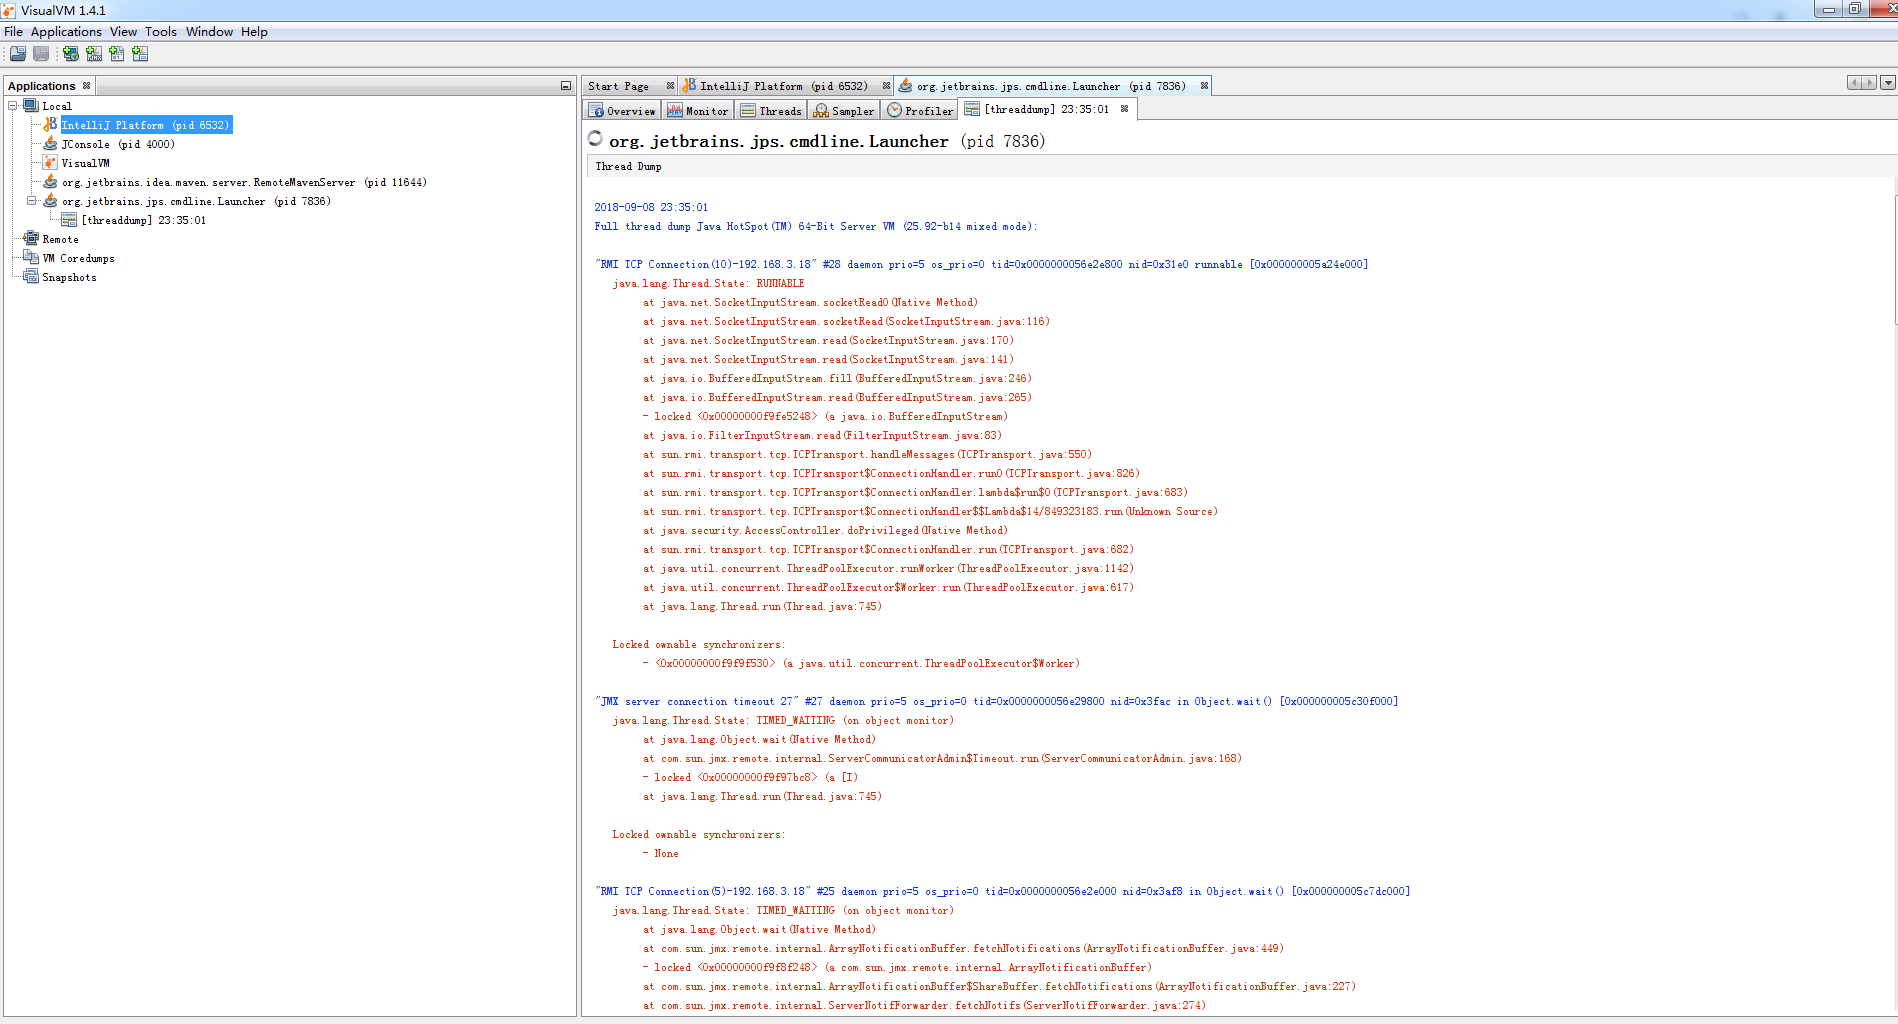 VisualVM 1.4.1
File Applications View Tools Window Help
Applications
Local
IntelliJ Platform (pid 6532)
JConsole (pid 4000)
VisualVM
org.jetbrains.idea.maven.server.RemoteMavenServer (pid 11644)
org.jetbrains.jps.cmdline.Launcher (pid 7836)
[threaddump] 23:35:01
Remote
VM Coredumps
Snapshots
Start Page IntelliJ Platform (pid 6532) org.jetbrains.jps.cmdline.Launcher (pid 7836)
Overview Monitor Threads Sampler Profiler [threaddump] 23:35:01
org.jetbrains.jps.cmdline.Launcher (pid 7836)
Thread Dump
2018-09-08 23:35:01
Full thread dump Java HotSpot(TM) 64-Bit Server VM (25.92-b14 mixed mode):
"RMI TCP Connection(10)-192.168.3.18" #28 daemon prio=5 os_prio=0 tid=0x0000000056e2e800 nid=0x31e0 runnable [0x000000005a24e000]
java.lang.Thread.State: RUNNABLE
at java.net.SocketInputStream.socketRead0(Native Method)
at java.net.SocketInputStream.socketRead(SocketInputStream.java:116)
at java.net.SocketInputStream.read(SocketInputStream.java:170)
at java.net.SocketInputStream.read(SocketInputStream.java:141)
at java.io.BufferedInputStream.fill(BufferedInputStream.java:246)
at java.io.BufferedInputStream.read(BufferedInputStream.java:265)
- locked <0x00000000f9fe5248> (a java.io.BufferedInputStream)
at java.io.FilterInputStream.read(FilterInputStream.java:83)
at sun.rmi.transport.tcp.TCPTransport.handleMessages(TCPTransport.java:550)
at sun.rmi.transport.tcp.TCPTransport$ConnectionHandler.run0(TCPTransport.java:826)
at sun.rmi.transport.tcp.TCPTransport$ConnectionHandler.lambda$run$0(TCPTransport.java:683)
at sun.rmi.transport.tcp.TCPTransport$ConnectionHandler$$Lambda$14/849323183.run(Unknown Source)
at java.security.AccessController.doPrivileged(Native Method)
at sun.rmi.transport.tcp.TCPTransport$ConnectionHandler.run(TCPTransport.java:682)
at java.util.concurrent.ThreadPoolExecutor.runWorker(ThreadPoolExecutor.java:1142)
at java.util.concurrent.ThreadPoolExecutor$Worker.run(ThreadPoolExecutor.java:617)
at java.lang.Thread.run(Thread.java:745)
Locked ownable synchronizers:
- <0x00000000f9f9f530> (a java.util.concurrent.ThreadPoolExecutor$Worker)
"JMX server connection timeout 27" #27 daemon prio=5 os_prio=0 tid=0x0000000056e29800 nid=0x3fac in Object.wait() [0x000000005c30f000]
java.lang.Thread.State: TIMED_WAITING (on object monitor)
at java.lang.Object.wait(Native Method)
at com.sun.jmx.remote.internal.ServerCommunicatorAdmin$Timeout.run(ServerCommunicatorAdmin.java:168)
- locked <0x00000000f9f97bc8> (a [I)
at java.lang.Thread.run(Thread.java:745)
Locked ownable synchronizers:
- None
"RMI TCP Connection(5)-192.168.3.18" #25 daemon prio=5 os_prio=0 tid=0x0000000056e2e000 nid=0x3af8 in Object.wait() [0x000000005c7dc000]
java.lang.Thread.State: TIMED_WAITING (on object monitor)
at java.lang.Object.wait(Native Method)
at com.sun.jmx.remote.internal.ArrayNotificationBuffer.fetchNotifications(ArrayNotificationBuffer.java:449)
- locked <0x00000000f9f8f248> (a com.sun.jmx.remote.internal.ArrayNotificationBuffer)
at com.sun.jmx.remote.internal.ArrayNotificationBuffer$ShareBuffer.fetchNotifications(ArrayNotificationBuffer.java:227)
at com.sun.jmx.remote.internal.ServerNotifForwarder.fetchNotifs(ServerNotifForwarder.java:274)